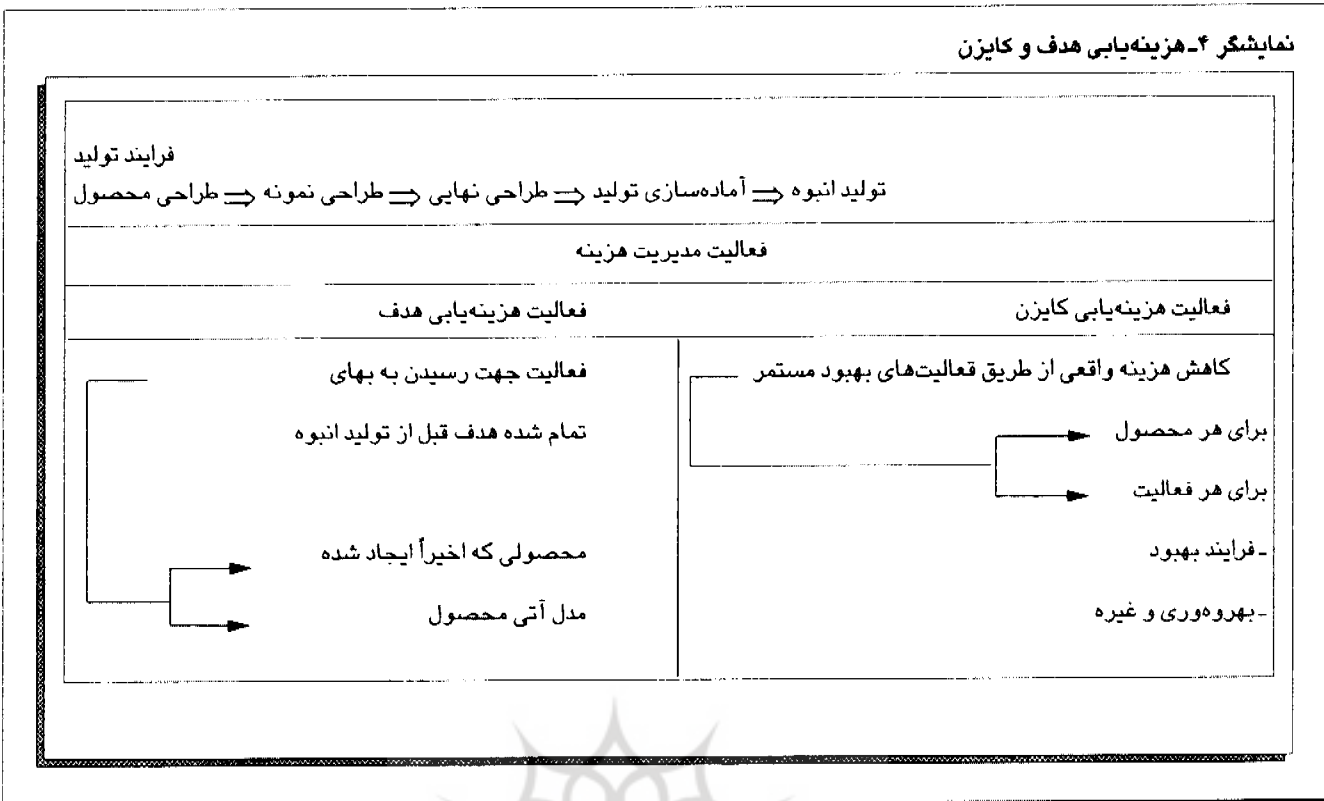 نمایشگر ۴ـ هزینه‌یابی هدف و کایزن
فرایند تولید
تولید انبوه ⇐ آماده‌سازی تولید ⇐ طراحی نهایی ⇐ طراحی نمونه ⇐ طراحی محصول
فعالیت مدیریت هزینه
فعالیت هزینه‌یابی کایزن
کاهش هزینه واقعی از طریق قعالیت‌های بهبود مستمر
برای هر محصول
برای هر فعالیت
ـ فرایند بهبود
ـ بهروه‌وری و غیره
فعالیت هزینه‌یابی هدف
فعالیت جهت رسیدن به بهای
تمام شده هدف قبل از تولید انبوه
محصولی که اخیراً ایجاد شده
مدل آتی محصول